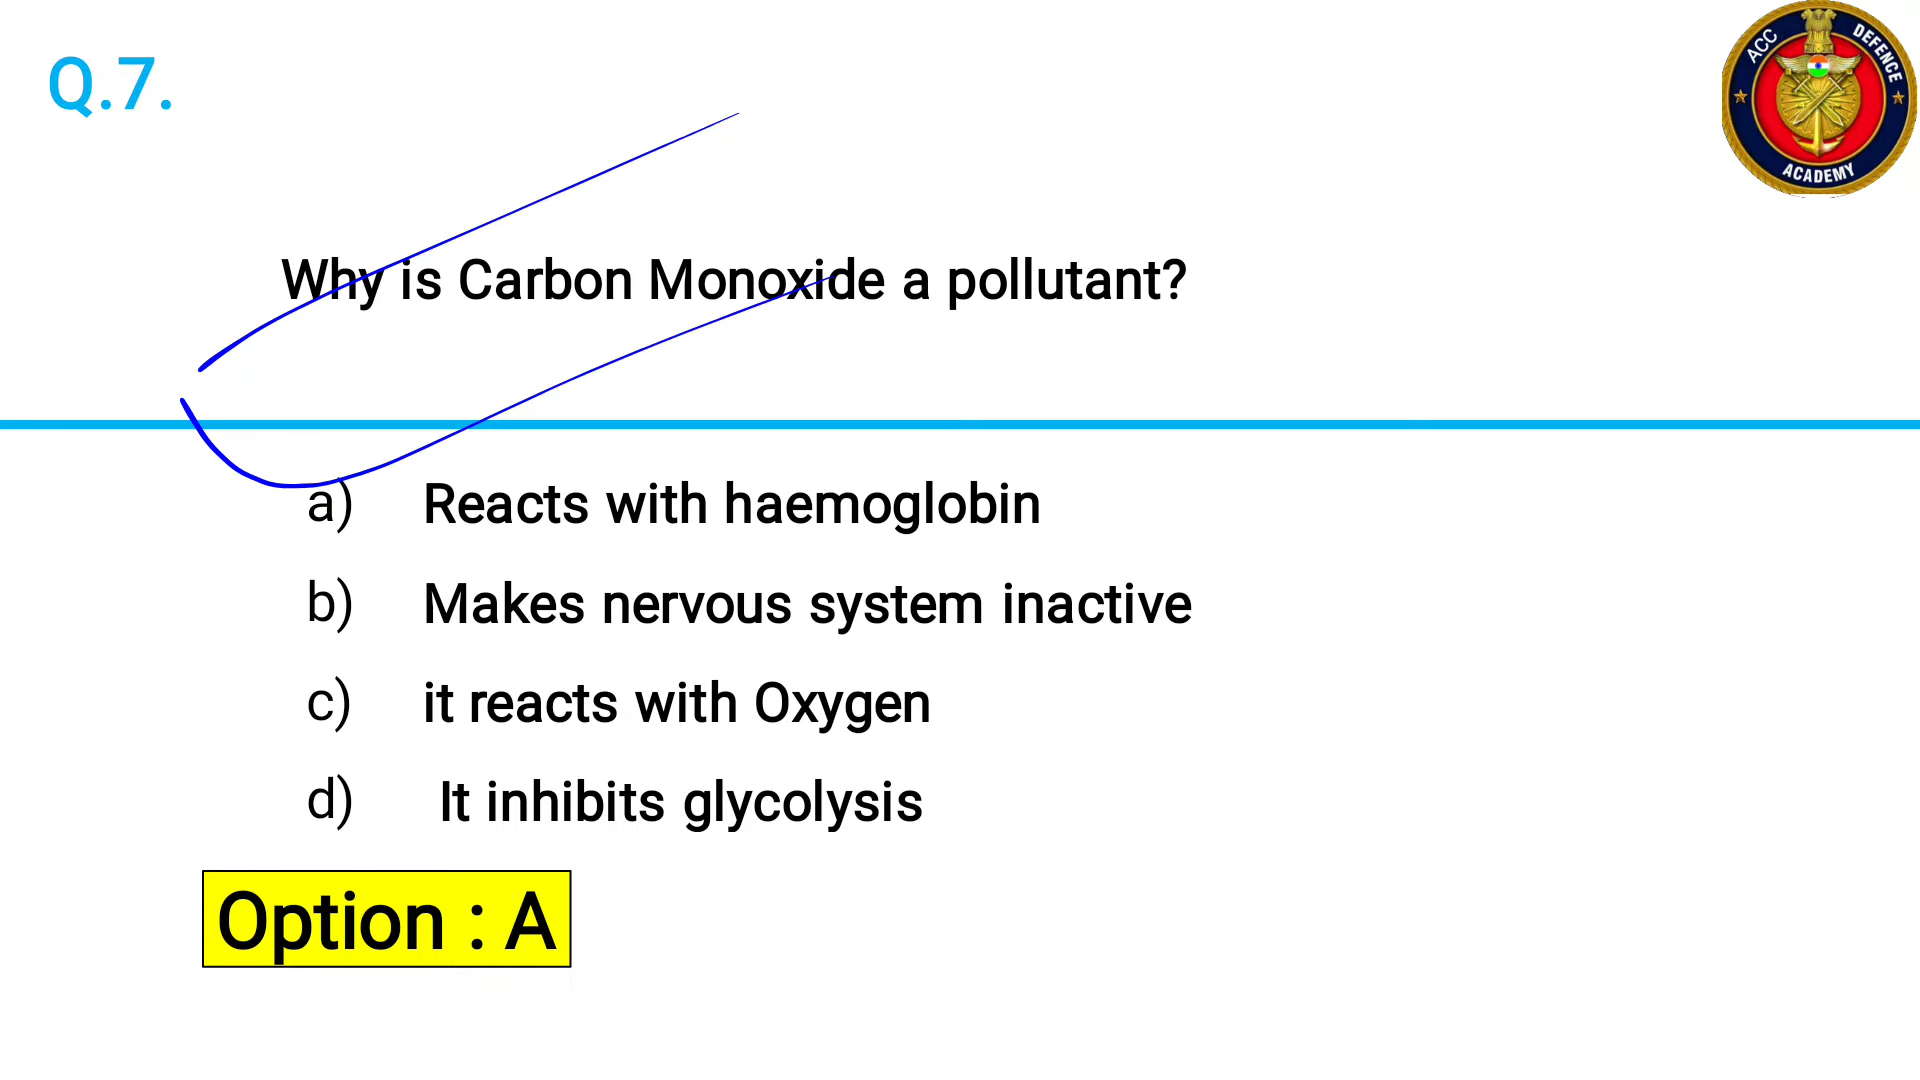 Q.7.
ACC DEFENCE ACADEMY
Why is Carbon Monoxide a pollutant?
a) Reacts with haemoglobin
b) Makes nervous system inactive
c) it reacts with Oxygen
d) It inhibits glycolysis
Option : A